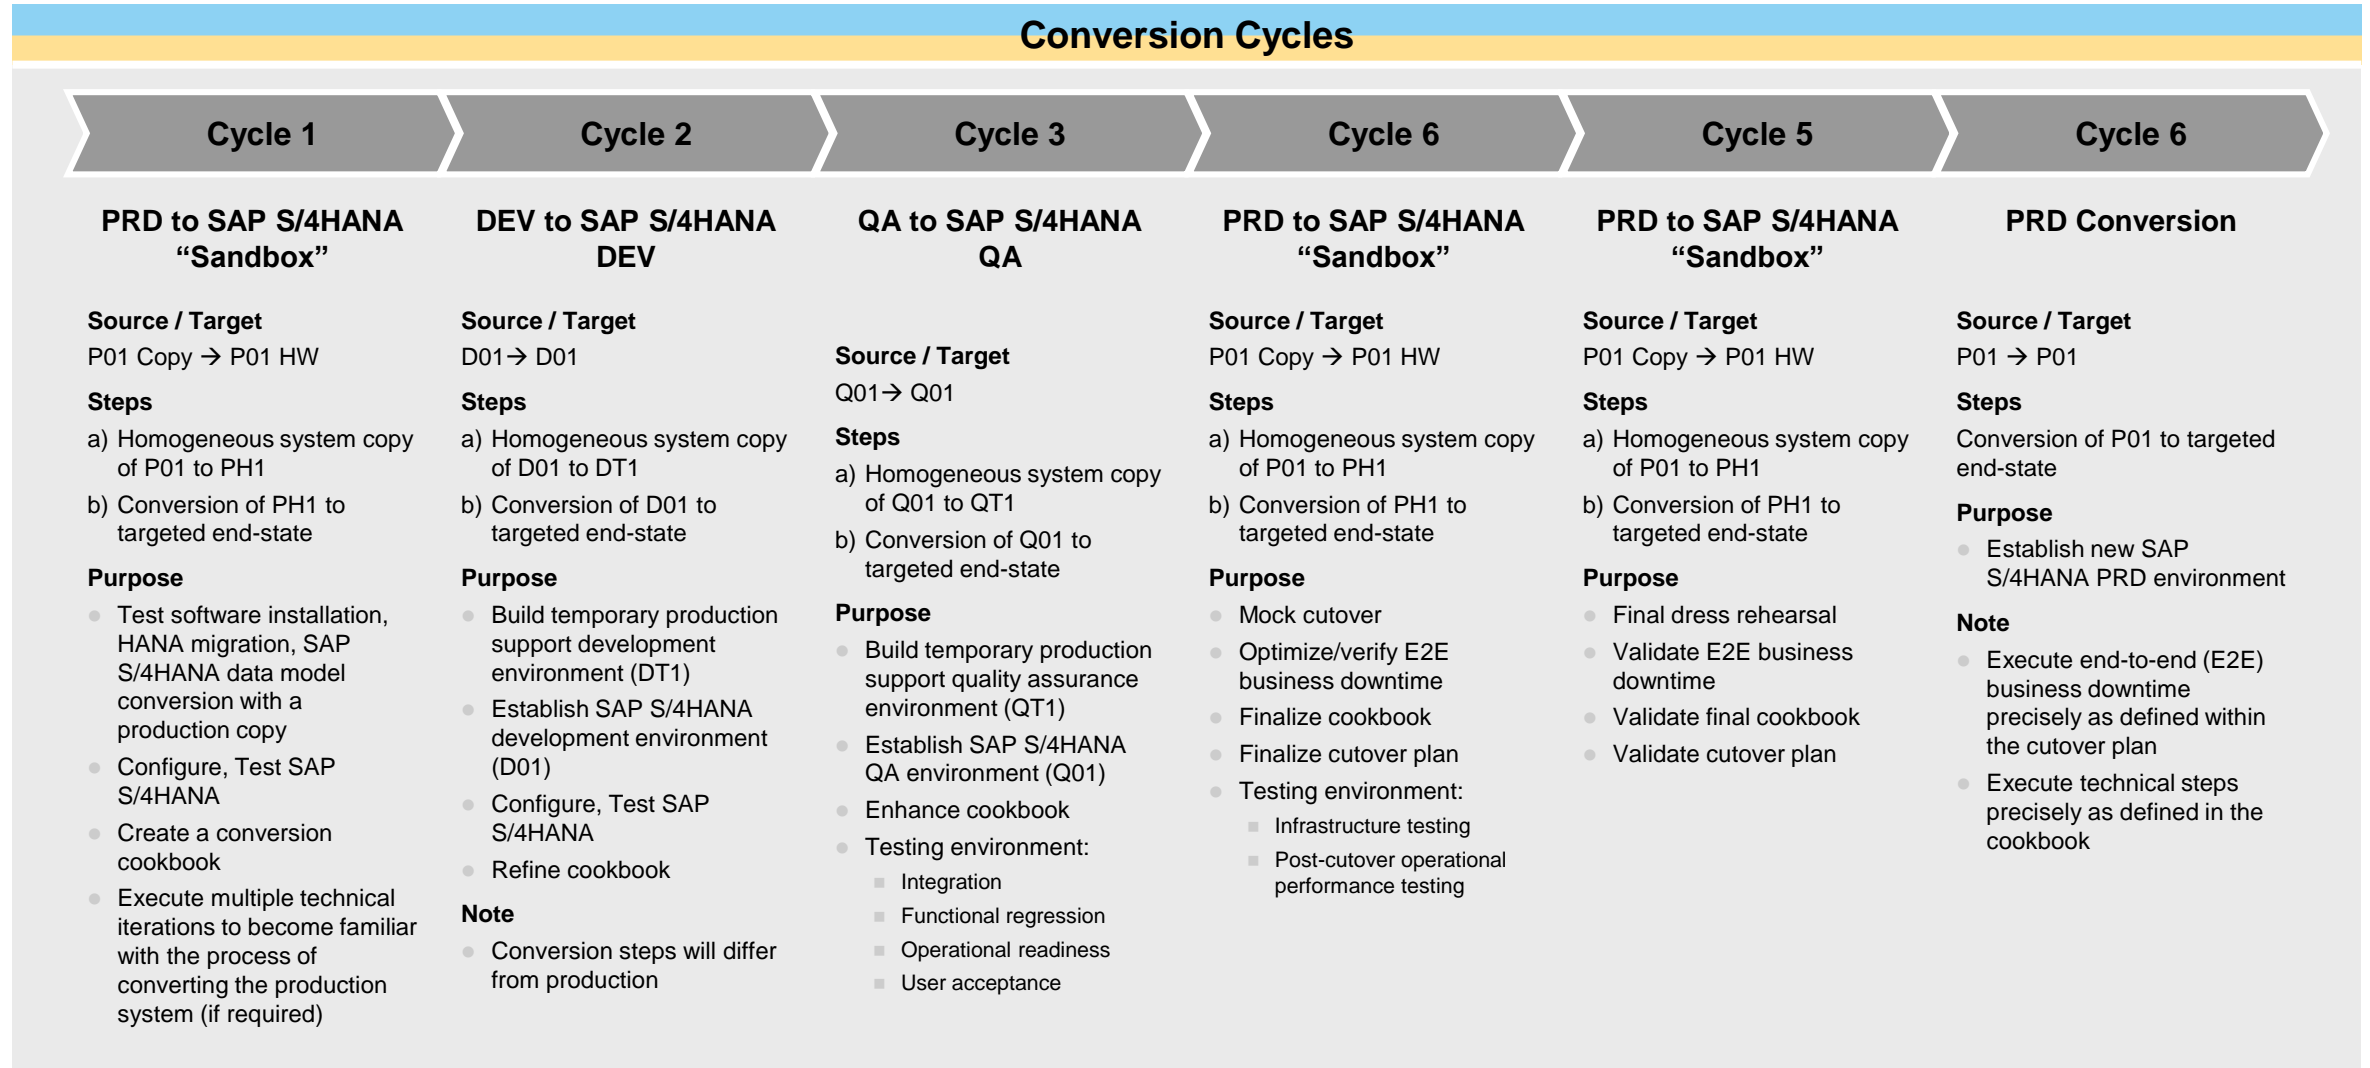 Conversion Cycles
Cycle 1
Cycle 2
Cycle 3
Cycle 6
Cycle 5
Cycle 6
PRD to SAP S/4HANA
“Sandbox”
Source / Target
P01 Copy → P01 HW
Steps
a) Homogeneous system copy
of P01 to PH1
b) Conversion of PH1 to
targeted end-state
Purpose
Test software installation,
HANA migration, SAP
S/4HANA data model
conversion with a
production copy
Configure, Test SAP
S/4HANA
Create a conversion
cookbook
Execute multiple technical
iterations to become familiar
with the process of
converting the production
system (if required)
DEV to SAP S/4HANA
DEV
Source / Target
D01→ D01
Steps
a) Homogeneous system copy
of D01 to DT1
b) Conversion of D01 to
targeted end-state
Purpose
Build temporary production
support development
environment (DT1)
Establish SAP S/4HANA
development environment
(D01)
Configure, Test SAP
S/4HANA
Refine cookbook
Note
Conversion steps will differ
from production
QA to SAP S/4HANA
QA
Source / Target
Q01→ Q01
Steps
a) Homogeneous system copy
of Q01 to QT1
b) Conversion of Q01 to
targeted end-state
Purpose
Build temporary production
support quality assurance
environment (QT1)
Establish SAP S/4HANA
QA environment (Q01)
Enhance cookbook
Testing environment:
Integration
Functional regression
Operational readiness
User acceptance
PRD to SAP S/4HANA
“Sandbox”
Source / Target
P01 Copy → P01 HW
Steps
a) Homogeneous system copy
of P01 to PH1
b) Conversion of PH1 to
targeted end-state
Purpose
Mock cutover
Optimize/verify E2E
business downtime
Finalize cookbook
Finalize cutover plan
Testing environment:
Infrastructure testing
Post-cutover operational
performance testing
PRD to SAP S/4HANA
“Sandbox”
Source / Target
P01 Copy → P01 HW
Steps
a) Homogeneous system copy
of P01 to PH1
b) Conversion of PH1 to
targeted end-state
Purpose
Final dress rehearsal
Validate E2E business
downtime
Validate final cookbook
Validate cutover plan
PRD Conversion
Source / Target
P01 → P01
Steps
Conversion of P01 to targeted
end-state
Purpose
Establish new SAP
S/4HANA PRD environment
Note
Execute end-to-end (E2E)
business downtime
precisely as defined within
the cutover plan
Execute technical steps
precisely as defined in the
cookbook